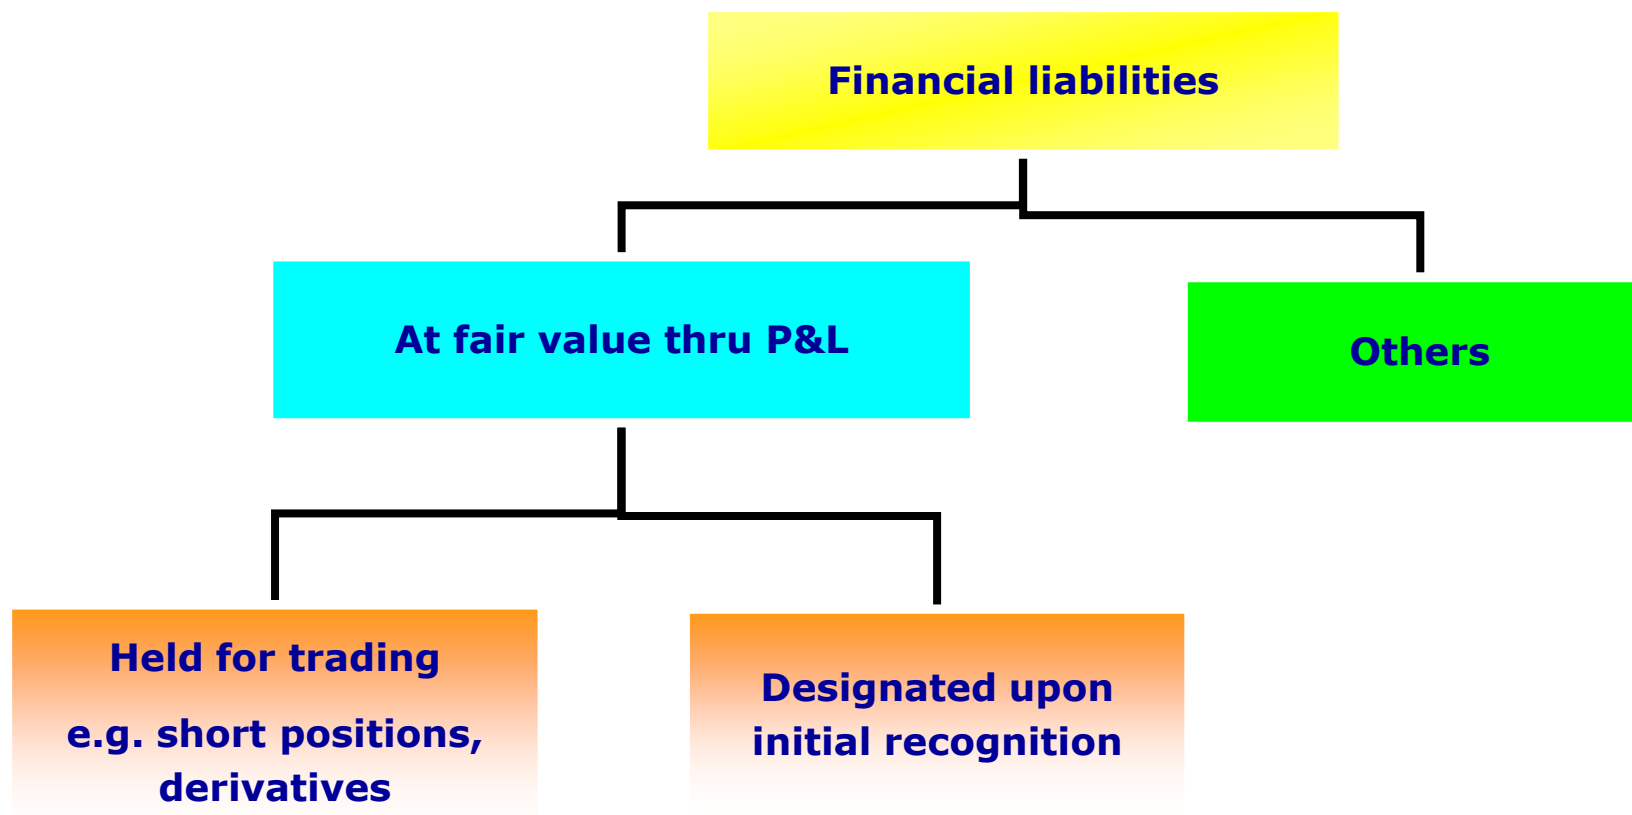 Financial liabilities
At fair value thru P&L
Others
Held for trading
e.g. short positions,
derivatives
Designated upon
initial recognition